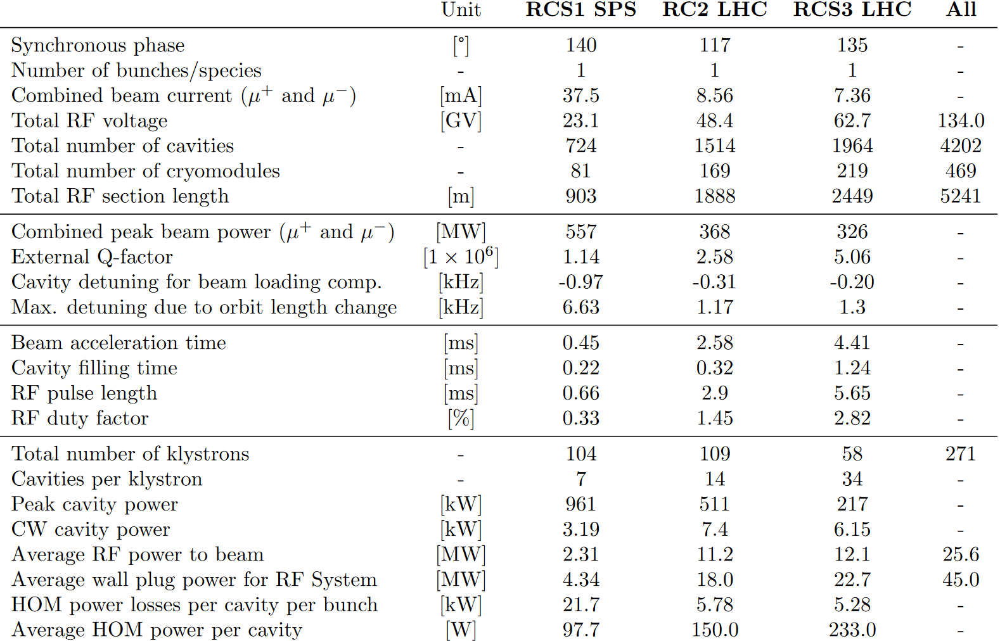 Unit RCS1 SPS RC2 LHC RCS3 LHC All
Synchronous phase [°] 140 117 135 -
Number of bunches/species - 1 1 1 -
Combined beam current (μ⁺ and μ⁻) [mA] 37.5 8.56 7.36 -
Total RF voltage [GV] 23.1 48.4 62.7 134.0
Total number of cavities - 724 1514 1964 4202
Total number of cryomodules - 81 169 219 469
Total RF section length [m] 903 1888 2449 5241
Combined peak beam power (μ⁺ and μ⁻) [MW] 557 368 326 -
External Q-factor [1 × 10⁶] 1.14 2.58 5.06 -
Cavity detuning for beam loading comp. [kHz] -0.97 -0.31 -0.20 -
Max. detuning due to orbit length change [kHz] 6.63 1.17 1.3 -
Beam acceleration time [ms] 0.45 2.58 4.41 -
Cavity filling time [ms] 0.22 0.32 1.24 -
RF pulse length [ms] 0.66 2.9 5.65 -
RF duty factor [%] 0.33 1.45 2.82 -
Total number of klystrons - 104 109 58 271
Cavities per klystron - 7 14 34 -
Peak cavity power [kW] 961 511 217 -
CW cavity power [kW] 3.19 7.4 6.15 -
Average RF power to beam [MW] 2.31 11.2 12.1 25.6
Average wall plug power for RF System [MW] 4.34 18.0 22.7 45.0
HOM power losses per cavity per bunch [kW] 21.7 5.78 5.28 -
Average HOM power per cavity [W] 97.7 150.0 233.0 -